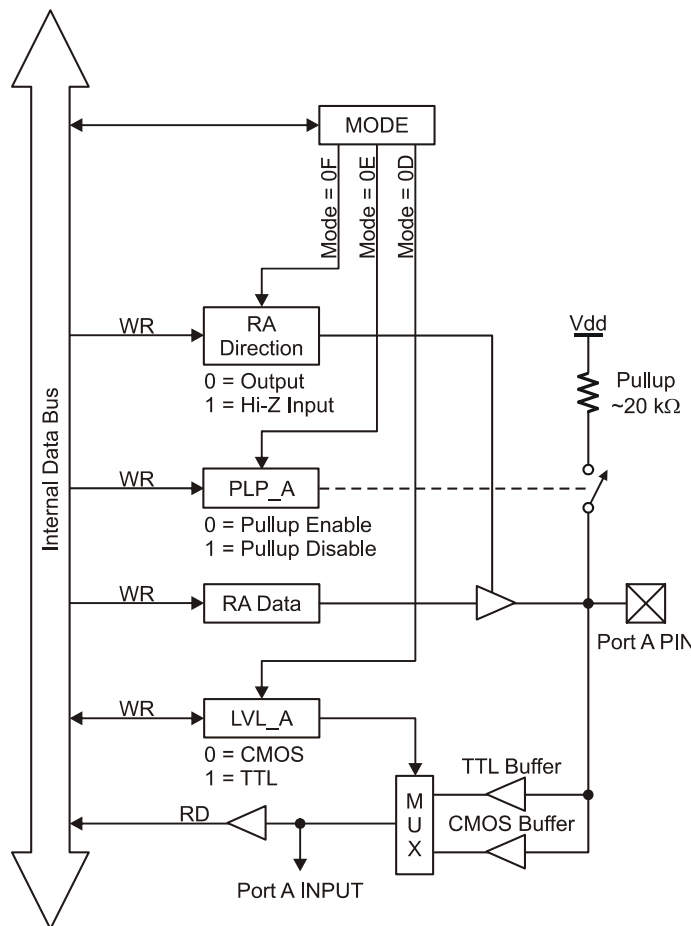 MODE
Mode = 0F
Mode = 0E
Mode = 0D
Internal Data Bus
WR
RA
Direction
0 = Output
1 = Hi-Z Input
Vdd
Pullup
~20 kΩ
WR
PLP_A
0 = Pullup Enable
1 = Pullup Disable
WR
RA Data
Port A PIN
WR
LVL_A
0 = CMOS
1 = TTL
MUX
TTL Buffer
CMOS Buffer
RD
Port A INPUT